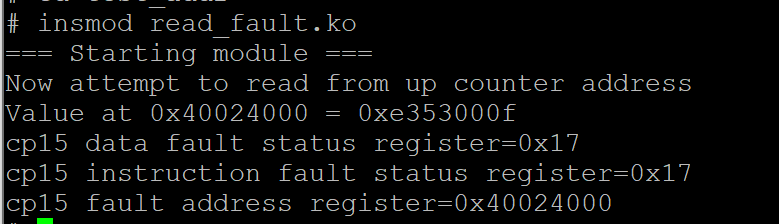 # insmod read_fault.ko
=== Starting module ===
Now attempt to read from up counter address
Value at 0x40024000 = 0xe353000f
cp15 data fault status register=0x17
cp15 instruction fault status register=0x17
cp15 fault address register=0x40024000